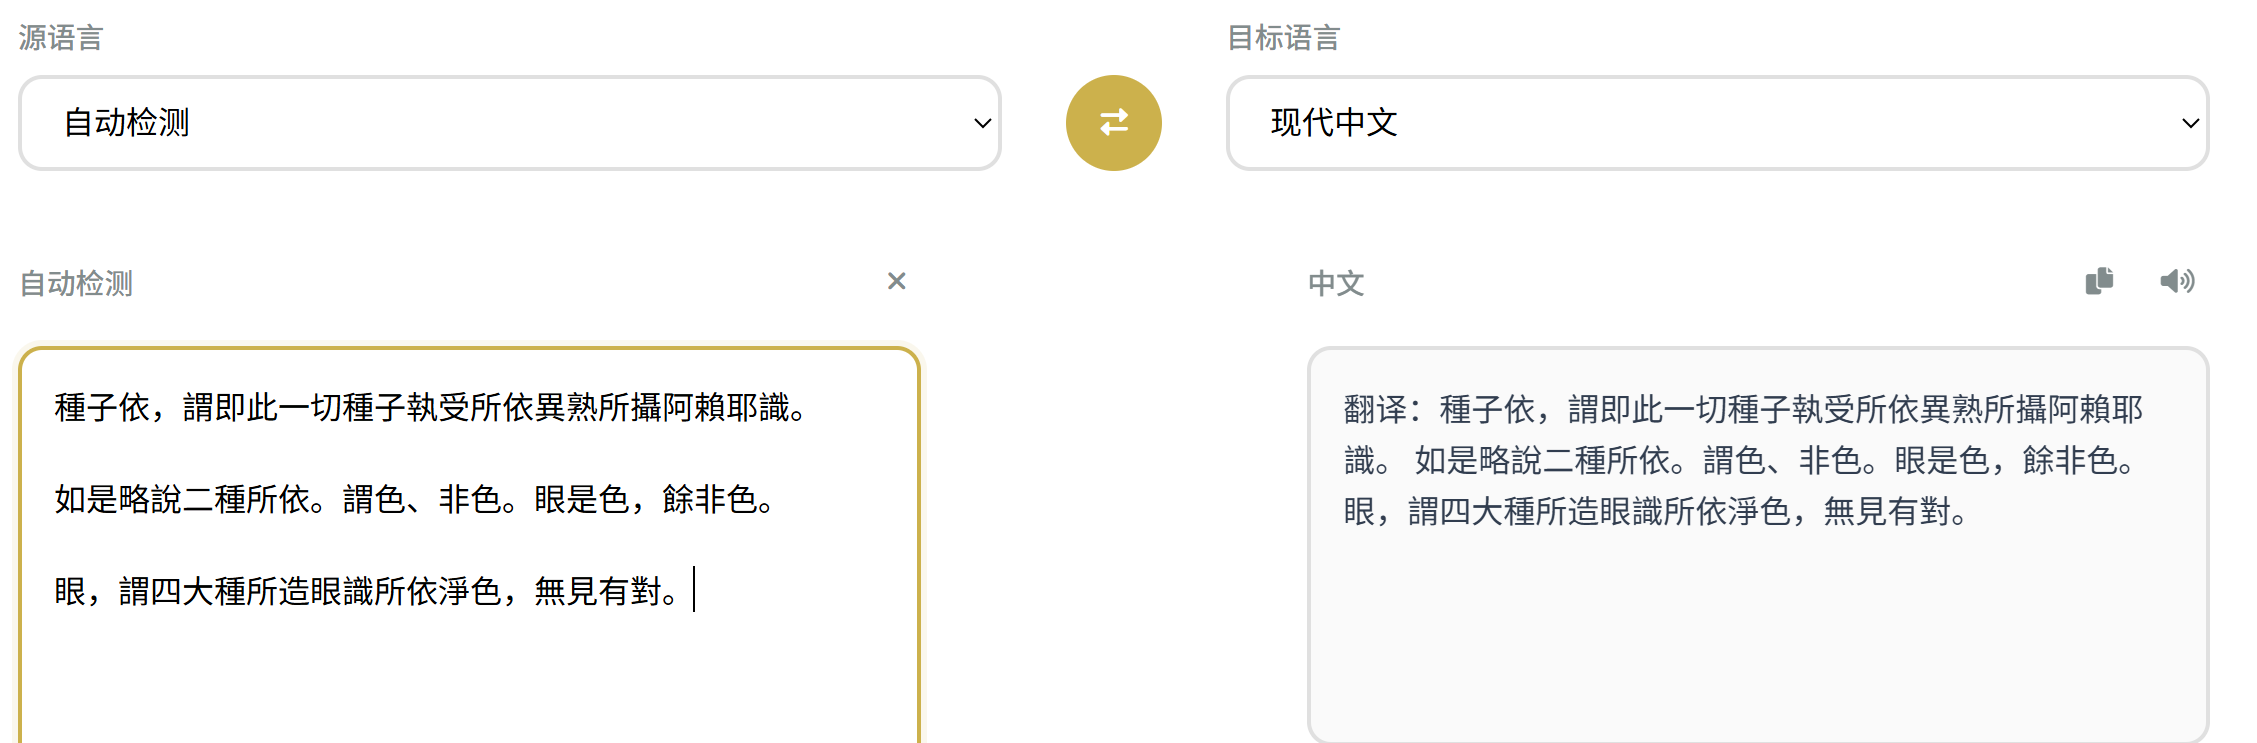 源语言
目标语言
自动检测
现代中文
自动检测
中文
種子依，謂即此一切種子執受所依異熟所攝阿賴耶識。
如是略說二種所依。謂色、非色。眼是色，餘非色。
眼，謂四大種所造眼識所依淨色，無見有對。
翻译：種子依，謂即此一切種子執受所依異熟所攝阿賴耶
識。 如是略說二種所依。謂色、非色。眼是色，餘非色。
眼，謂四大種所造眼識所依淨色，無見有對。